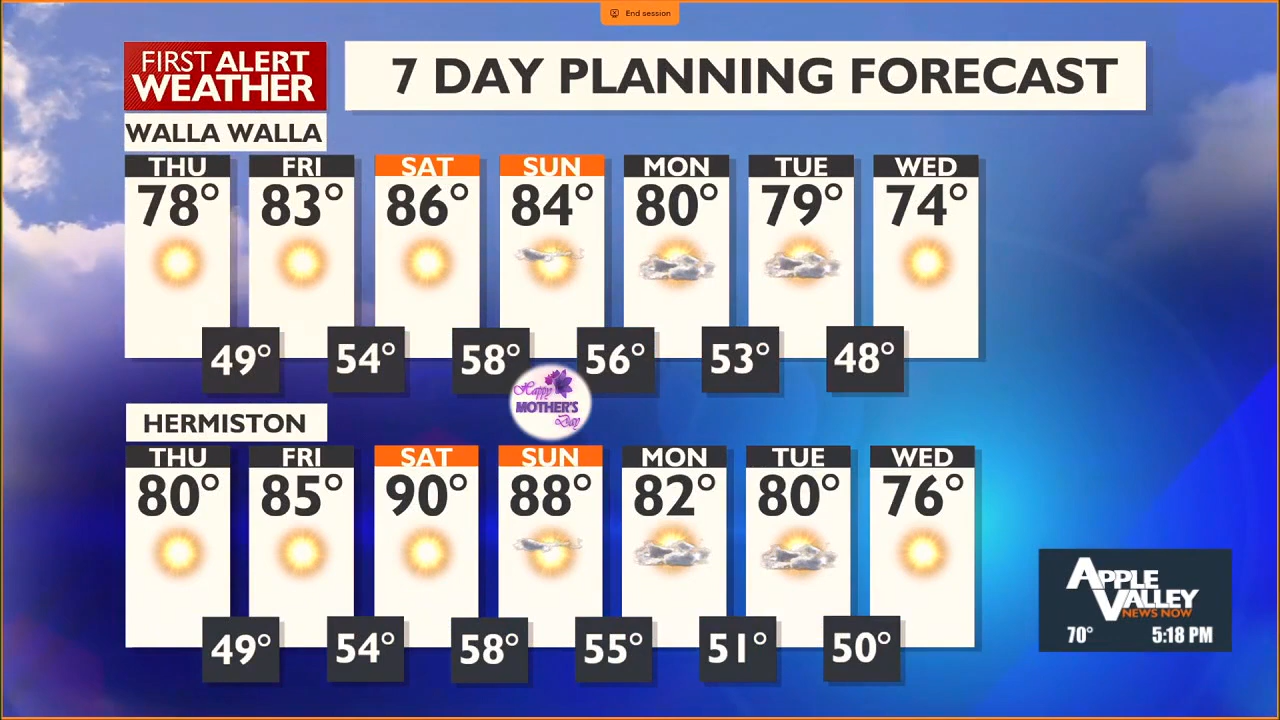 End session
FIRST ALERT
WEATHER
7 DAY PLANNING FORECAST
WALLA WALLA
THU FRI SAT SUN MON TUE WED
78° 83° 86° 84° 80° 79° 74°
49° 54° 58° 56° 53° 48°
Happy
MOTHER'S
Day
HERMISTON
THU FRI SAT SUN MON TUE WED
80° 85° 90° 88° 82° 80° 76°
49° 54° 58° 55° 51° 50°
APPLE
VALLEY
NEWS NOW
70° 5:18 PM